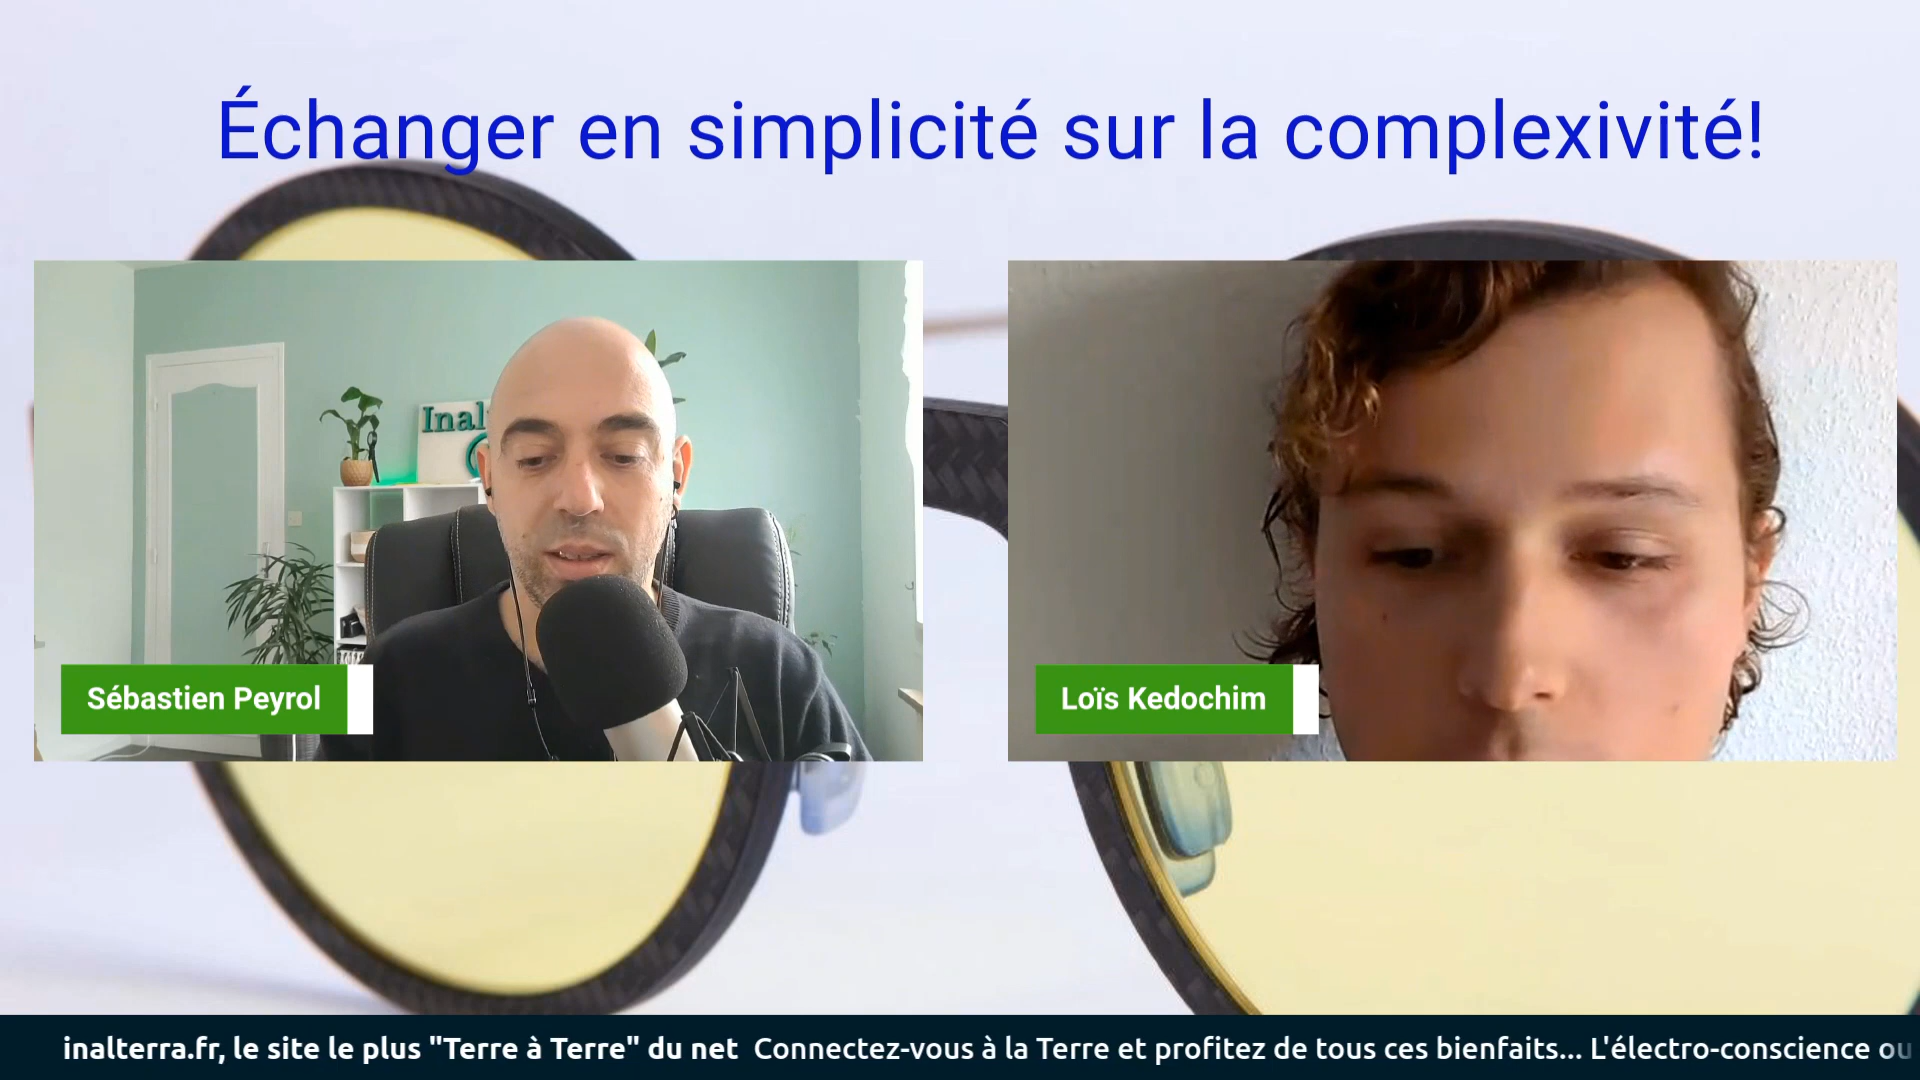 Échanger en simplicité sur la complexivité!
Inal
Sébastien Peyrol
Loïs Kedochim
inalterra.fr, le site le plus "Terre à Terre" du net Connectez-vous à la Terre et profitez de tous ces bienfaits... L'électro-conscience ou